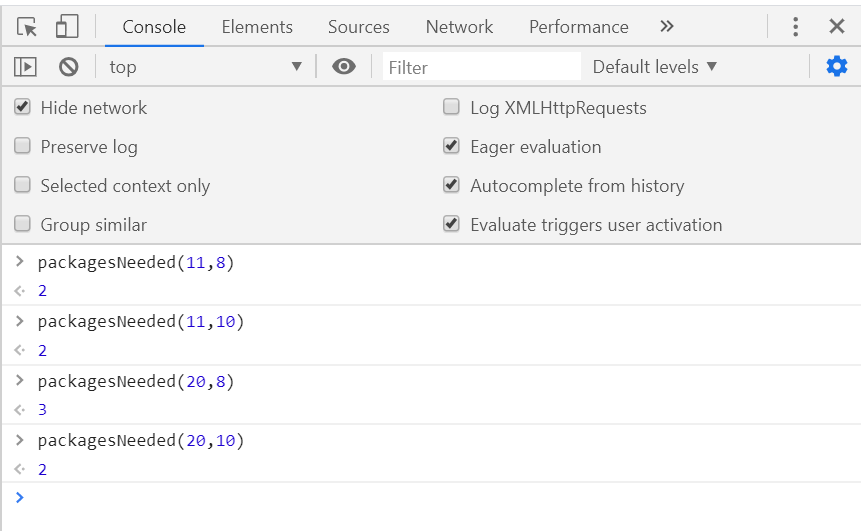 Console Elements Sources Network Performance »
top ▼ Filter Default levels ▼
Hide network Log XMLHttpRequests
Preserve log Eager evaluation
Selected context only Autocomplete from history
Group similar Evaluate triggers user activation
> packagesNeeded(11,8)
2
> packagesNeeded(11,10)
2
> packagesNeeded(20,8)
3
> packagesNeeded(20,10)
2
>